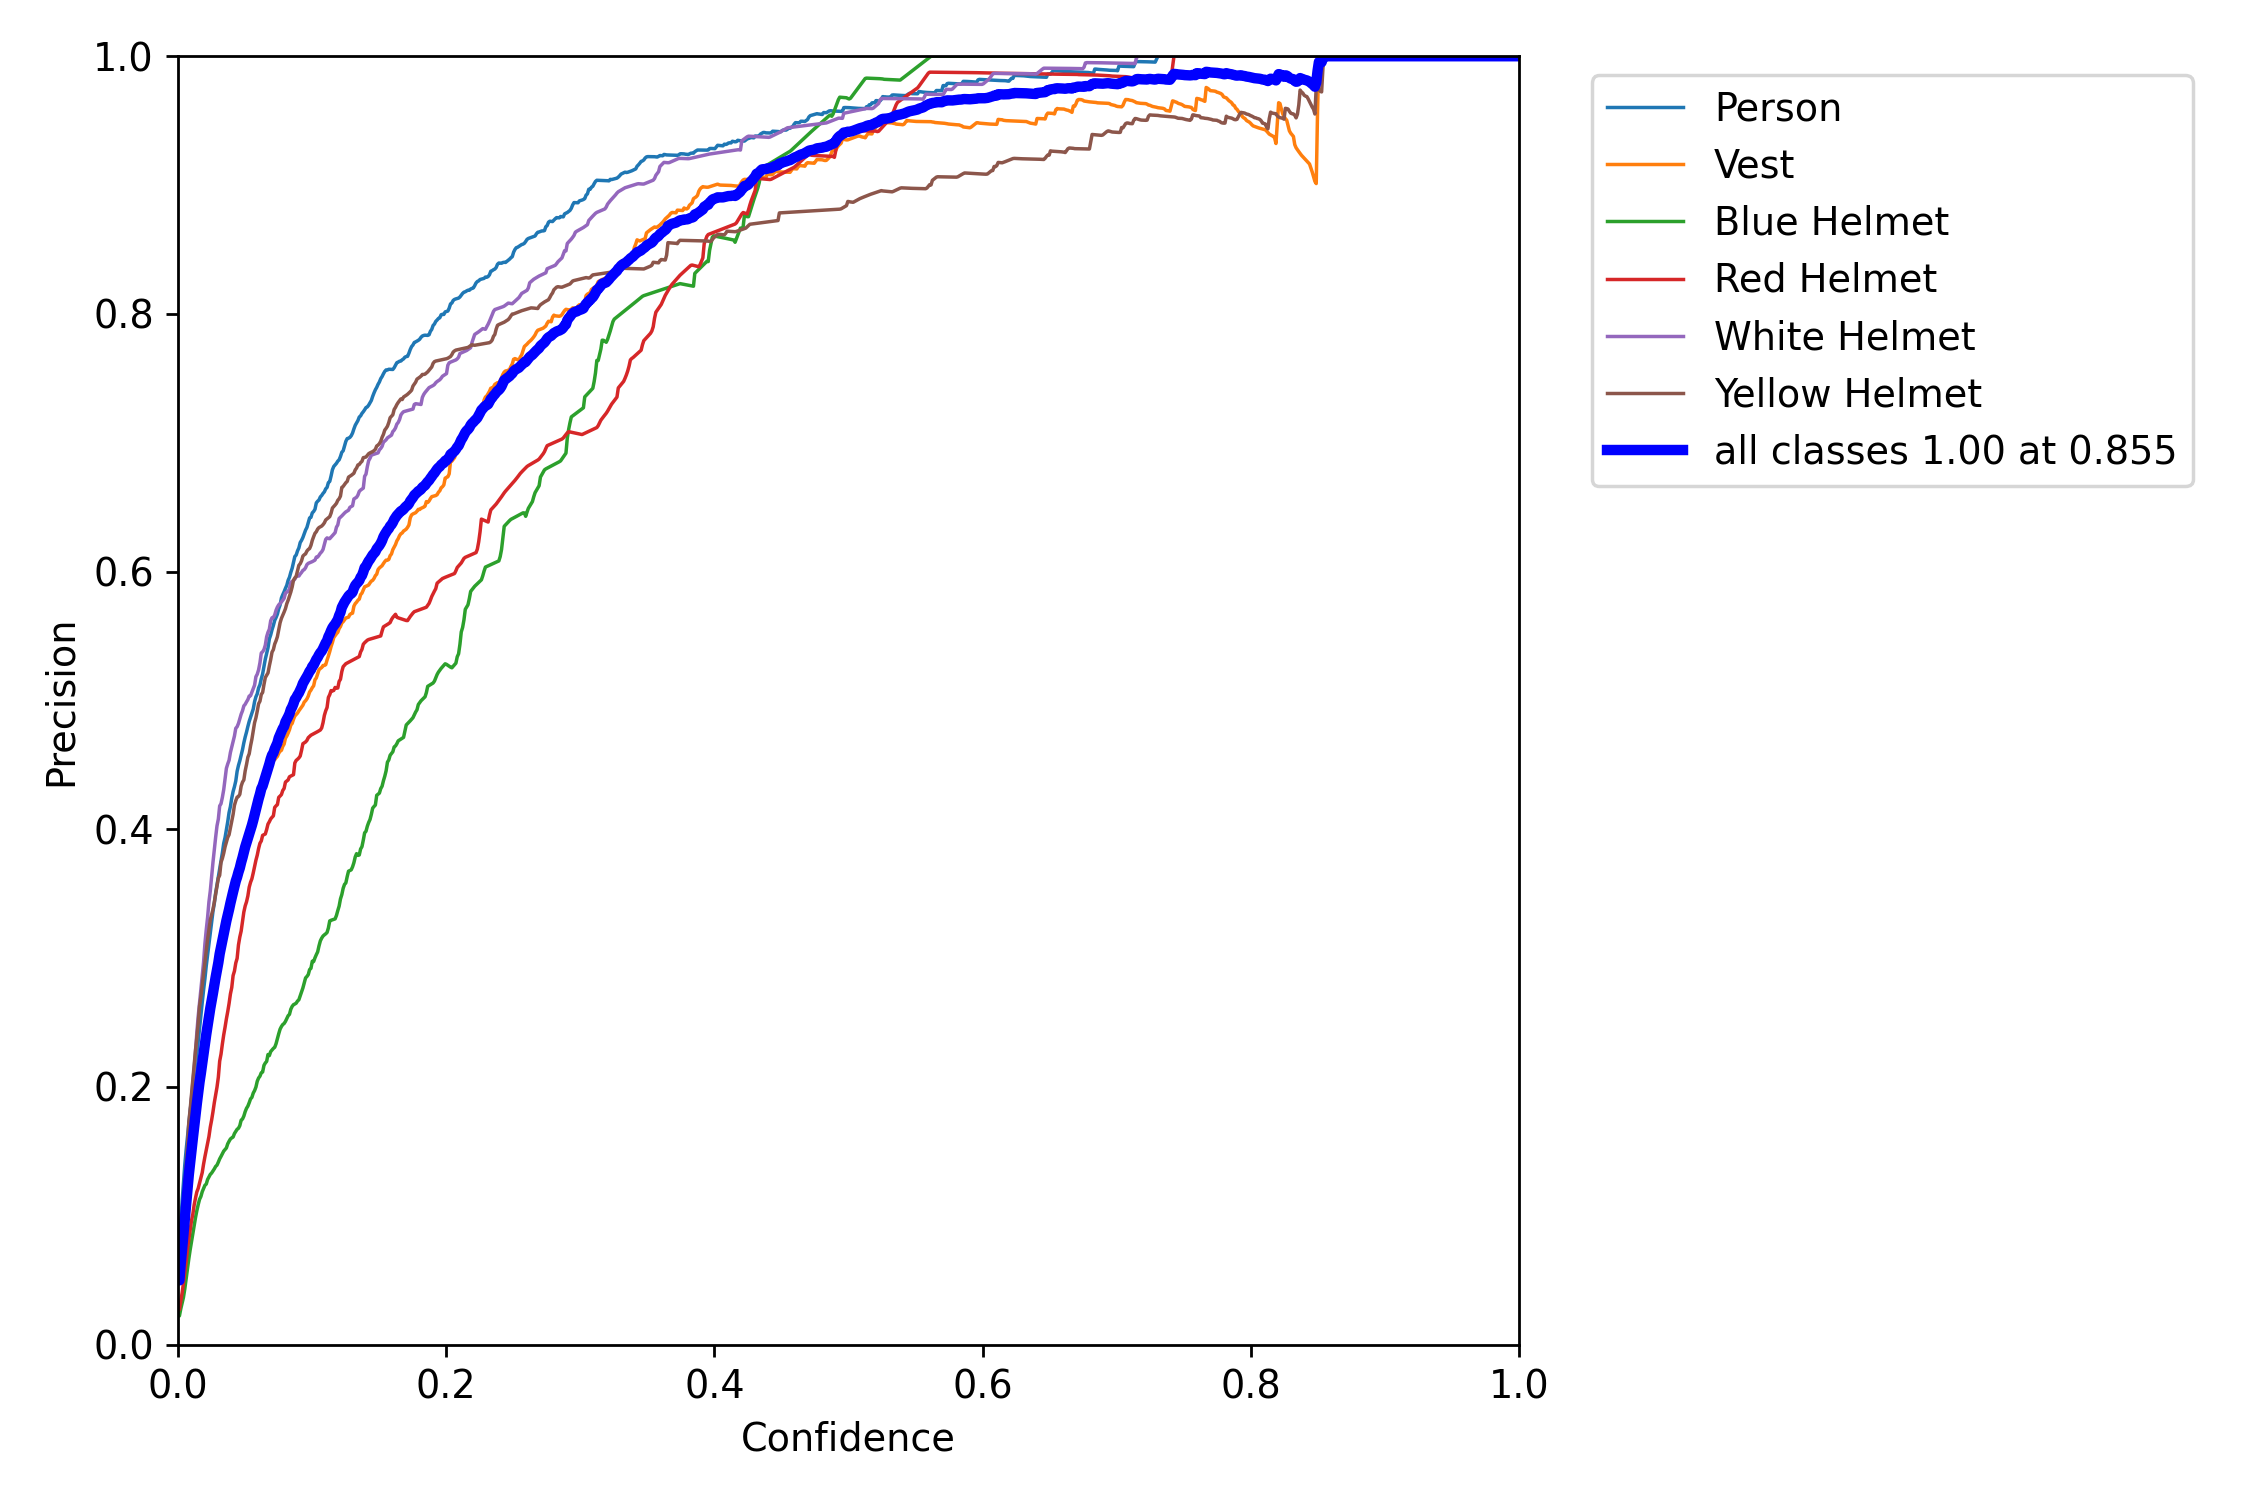 Precision
1.0
0.8
0.6
0.4
0.2
0.0
0.0 0.2 0.4 0.6 0.8 1.0
Confidence
Person
Vest
Blue Helmet
Red Helmet
White Helmet
Yellow Helmet
all classes 1.00 at 0.855